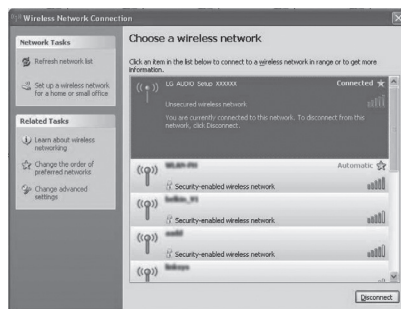 Wireless Network Connection
Network Tasks
Refresh network list
Set up a wireless network
for a home or small office
Related Tasks
Learn about wireless
networking
Change the order of
preferred networks
Change advanced
settings
Choose a wireless network
Click an item in the list below to connect to a wireless network in range or to get more
information.
LG AUDIO Setup XXXXXX
Connected
Unsecured wireless network
You are currently connected to this network. To disconnect from this
network, click Disconnect.
Automatic
Security-enabled wireless network
Security-enabled wireless network
Security-enabled wireless network
Disconnect